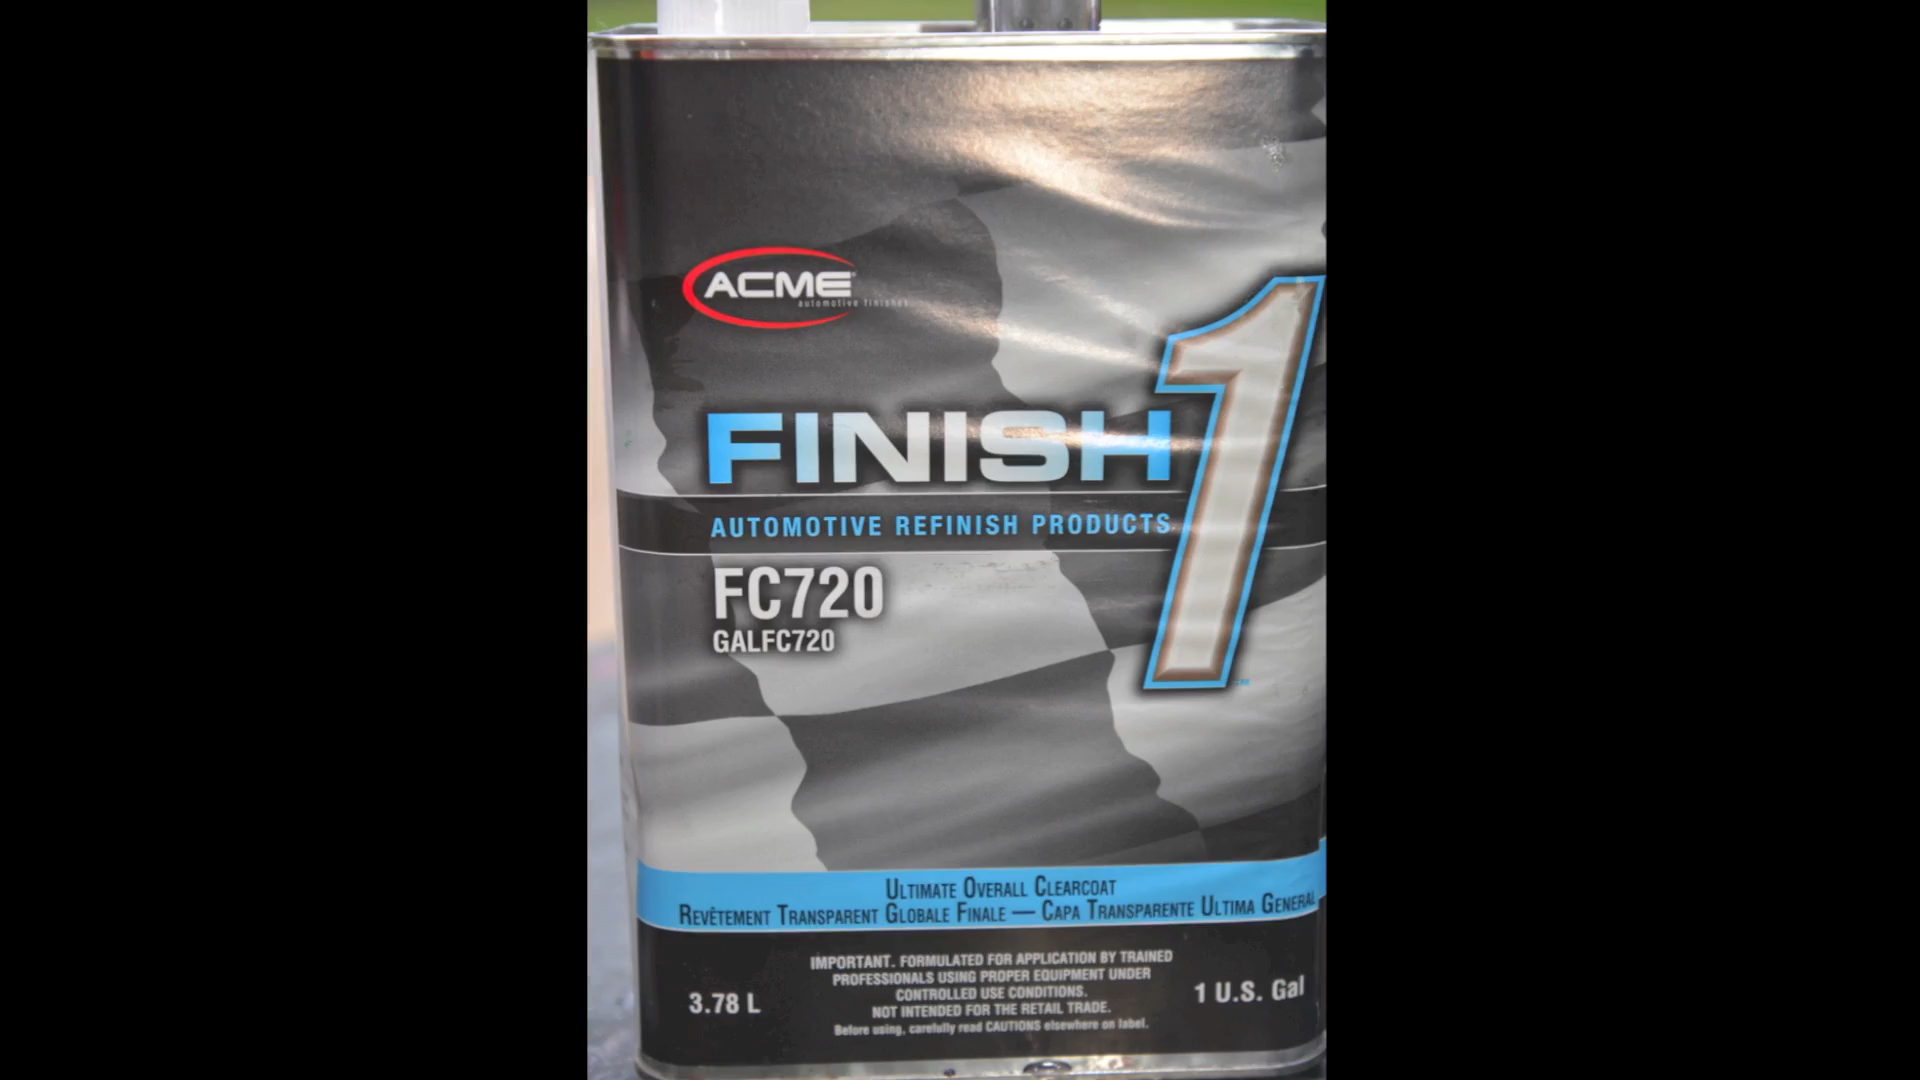 ACME
automotive finishes
FINISH 1
AUTOMOTIVE REFINISH PRODUCTS
FC720
GALFC720
™
ULTIMATE OVERALL CLEARCOAT
REVÊTEMENT TRANSPARENT GLOBALE FINALE — CAPA TRANSPARENTE ULTIMA GENERAL
IMPORTANT. FORMULATED FOR APPLICATION BY TRAINED
PROFESSIONALS USING PROPER EQUIPMENT UNDER
CONTROLLED USE CONDITIONS.
NOT INTENDED FOR THE RETAIL TRADE.
Before using, carefully read CAUTIONS elsewhere on label.
3.78 L
1 U.S. Gal